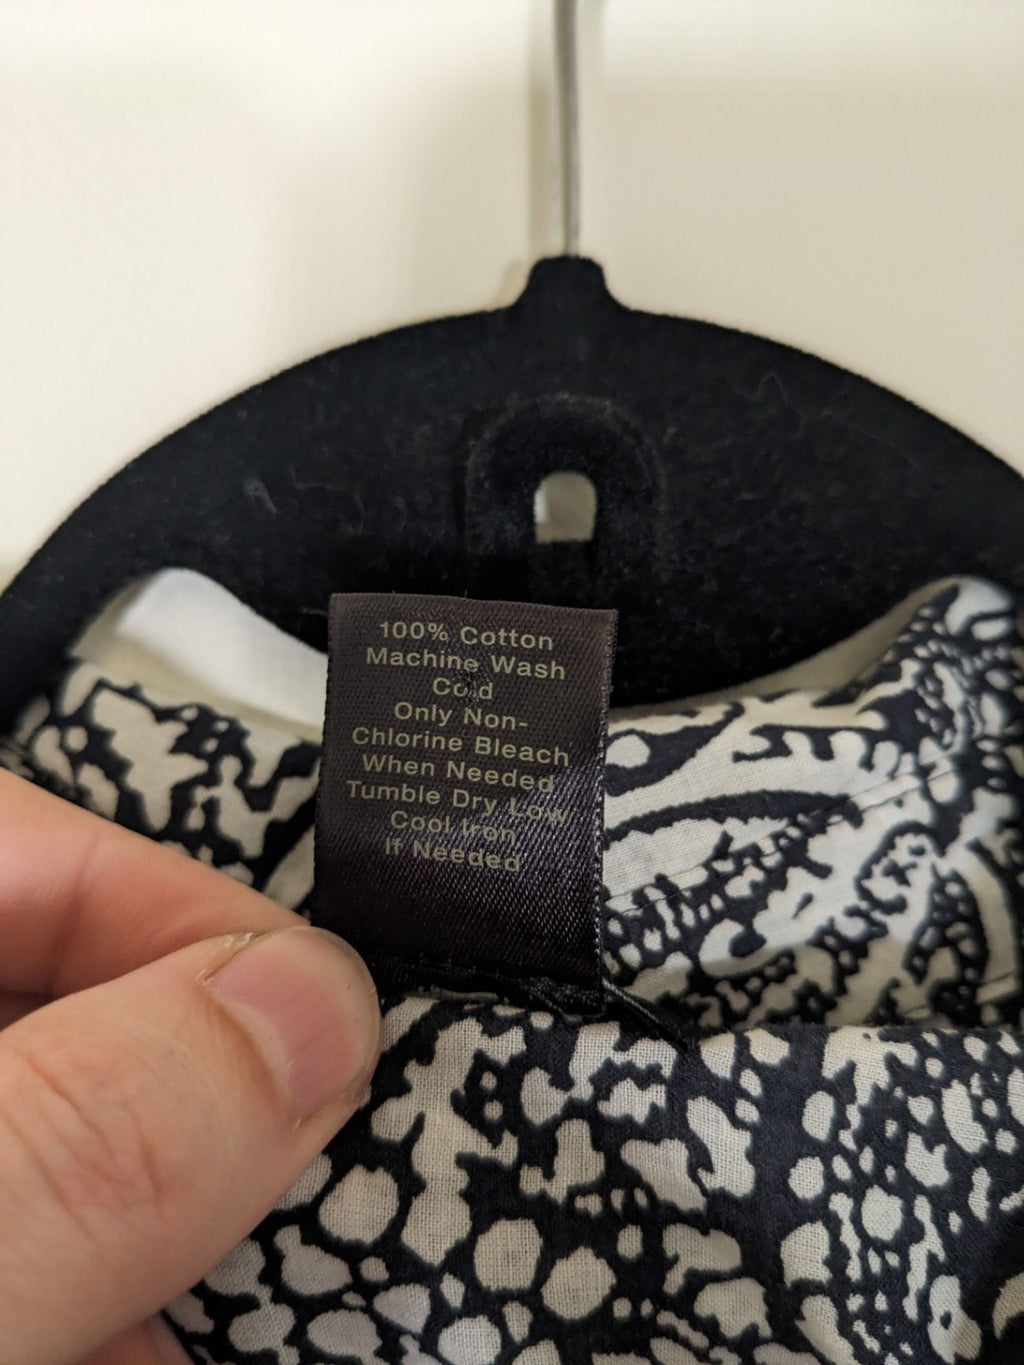 100% Cotton
Machine Wash
Cold
Only Non-
Chlorine Bleach
When Needed
Tumble Dry Low
Cool Iron
If Needed